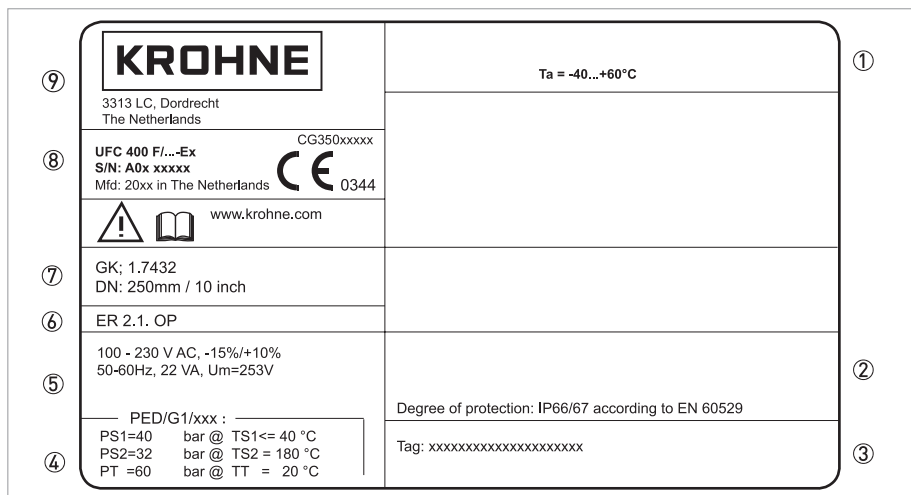 KROHNE
3313 LC, Dordrecht
The Netherlands
CG350xxxxx
UFC 400 F/...-Ex
S/N: A0x xxxxx
Mfd: 20xx in The Netherlands
CE 0344
www.krohne.com
GK; 1.7432
DN: 250mm / 10 inch
ER 2.1. OP
100 - 230 V AC, -15%/+10%
50-60Hz, 22 VA, Um=253V
PED/G1/xxx :
PS1=40 bar @ TS1<= 40 °C
PS2=32 bar @ TS2 = 180 °C
PT =60 bar @ TT = 20 °C
Ta = -40...+60°C
Degree of protection: IP66/67 according to EN 60529
Tag: xxxxxxxxxxxxxxxxxxxxx
⑨
⑧
⑦
⑥
⑤
④
①
②
③